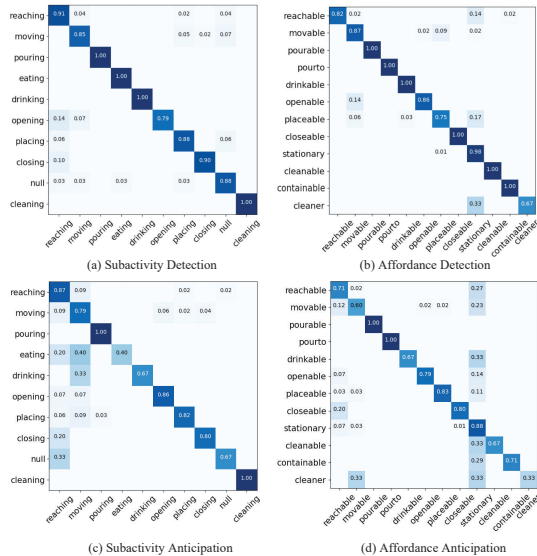 reaching 0.91 0.04 0.02 0.04
moving 0.85 0.05 0.02 0.07
pouring 1.00
eating 1.00
drinking 1.00
opening 0.14 0.07 0.79
placing 0.06 0.88 0.06
closing 0.10 0.90
null 0.03 0.03 0.03 0.03 0.88
cleaning 1.00
reaching moving pouring eating drinking opening placing closing null cleaning
(a) Subactivity Detection
reachable 0.82 0.02 0.14 0.02
movable 0.87 0.02 0.09 0.02
pourable 1.00
pourto 1.00
drinkable 1.00
openable 0.14 0.86
placeable 0.06 0.03 0.75 0.17
closeable 1.00
stationary 0.01 0.98
cleanable 1.00
containable 1.00
cleaner 0.33 0.67
reachable movable pourable pourto drinkable openable placeable closeable stationary cleanable containable cleaner
(b) Affordance Detection
reaching 0.87 0.09 0.02 0.02
moving 0.09 0.79 0.06 0.02 0.04
pouring 1.00
eating 0.20 0.40 0.40
drinking 0.33 0.67
opening 0.07 0.07 0.86
placing 0.06 0.09 0.03 0.82
closing 0.20 0.80
null 0.33 0.67
cleaning 1.00
reaching moving pouring eating drinking opening placing closing null cleaning
(c) Subactivity Anticipation
reachable 0.71 0.02 0.27
movable 0.12 0.60 0.02 0.02 0.23
pourable 1.00
pourto 1.00
drinkable 0.67 0.33
openable 0.07 0.79 0.14
placeable 0.03 0.03 0.83 0.11
closeable 0.20 0.80
stationary 0.07 0.03 0.01 0.88
cleanable 0.33 0.67
containable 0.29 0.71
cleaner 0.33 0.33 0.33
reachable movable pourable pourto drinkable openable placeable closeable stationary cleanable containable cleaner
(d) Affordance Anticipation